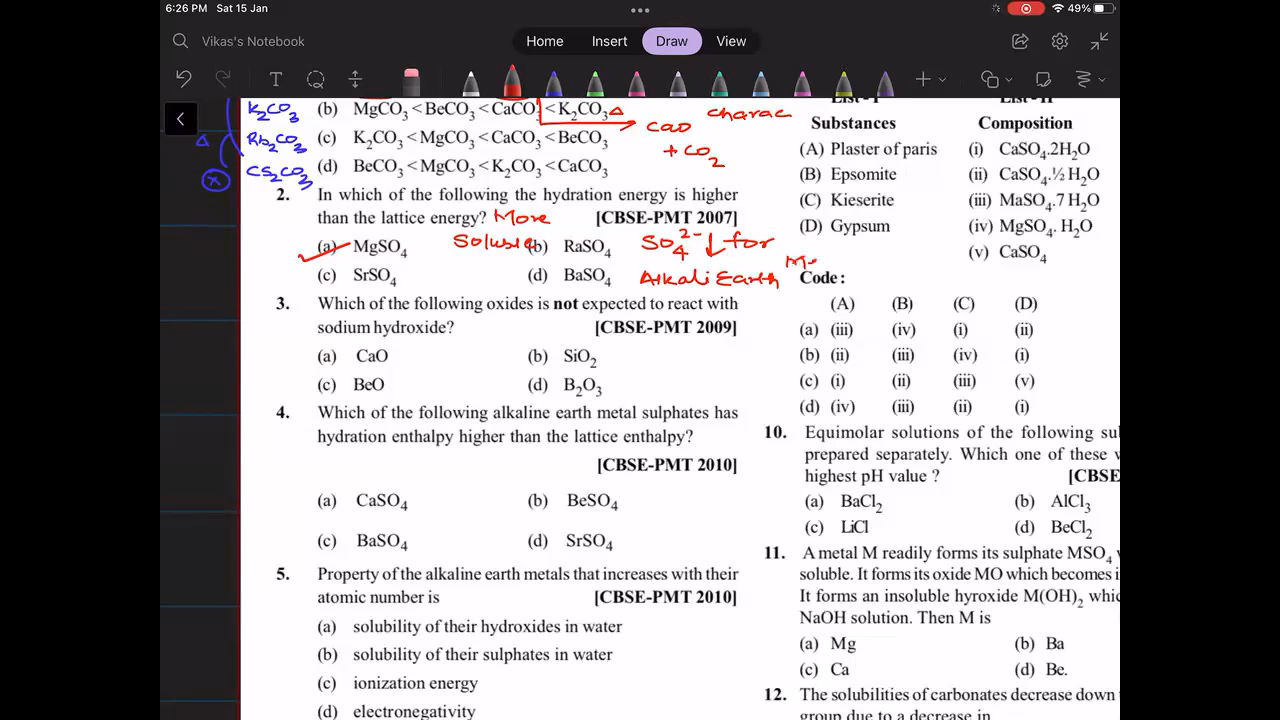 6:26 PM Sat 15 Jan
49%
Vikas's Notebook
Home Insert Draw View
K₂CO₃
Rb₂CO₃
Δ
CS₂CO₃
(b) MgCO₃ < BeCO₃ < CaCO₃ < K₂CO₃ Δ
cao
+ CO₂
charac
(c) K₂CO₃ < MgCO₃ < CaCO₃ < BeCO₃
(d) BeCO₃ < MgCO₃ < K₂CO₃ < CaCO₃
2. In which of the following the hydration energy is higher
than the lattice energy? More [CBSE-PMT 2007]
Soluble
(a) MgSO₄ (b) RaSO₄
SO₄²⁻ ↓ for
Alkali Earth
(c) SrSO₄ (d) BaSO₄
3. Which of the following oxides is not expected to react with
sodium hydroxide? [CBSE-PMT 2009]
(a) CaO (b) SiO₂
(c) BeO (d) B₂O₃
4. Which of the following alkaline earth metal sulphates has
hydration enthalpy higher than the lattice enthalpy?
[CBSE-PMT 2010]
(a) CaSO₄ (b) BeSO₄
(c) BaSO₄ (d) SrSO₄
5. Property of the alkaline earth metals that increases with their
atomic number is [CBSE-PMT 2010]
(a) solubility of their hydroxides in water
(b) solubility of their sulphates in water
(c) ionization energy
(d) electronegativity
List - I List - II
Substances Composition
(A) Plaster of paris (i) CaSO₄.2H₂O
(B) Epsomite (ii) CaSO₄.½ H₂O
(C) Kieserite (iii) MaSO₄.7 H₂O
(D) Gypsum (iv) MgSO₄. H₂O
(v) CaSO₄
Code :
(A) (B) (C) (D)
(a) (iii) (iv) (i) (ii)
(b) (ii) (iii) (iv) (i)
(c) (i) (ii) (iii) (v)
(d) (iv) (iii) (ii) (i)
10. Equimolar solutions of the following su
prepared separately. Which one of these
highest pH value ? [CBSE
(a) BaCl₂ (b) AlCl₃
(c) LiCl (d) BeCl₂
11. A metal M readily forms its sulphate MSO₄
soluble. It forms its oxide MO which becomes i
It forms an insoluble hyroxide M(OH)₂ whic
NaOH solution. Then M is
(a) Mg (b) Ba
(c) Ca (d) Be.
12. The solubilities of carbonates decrease down
group due to a decrease in